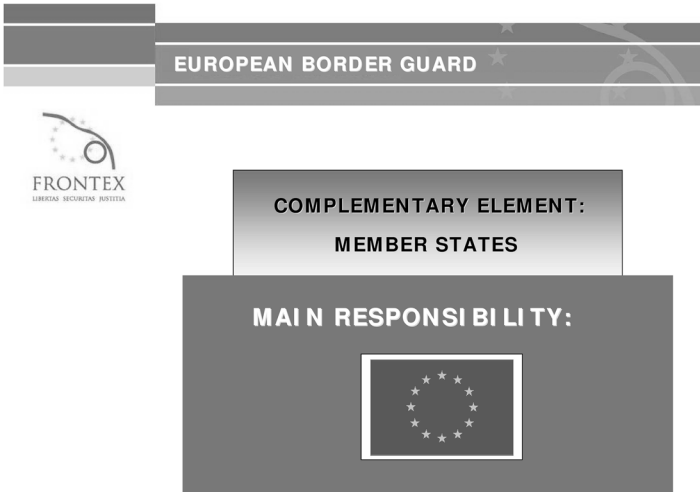 EUROPEAN BORDER GUARD
FRONTEX
LIBERTAS SECURITAS JUSTITIA
COMPLEMENTARY ELEMENT:
MEMBER STATES
MAIN RESPONSIBILITY: